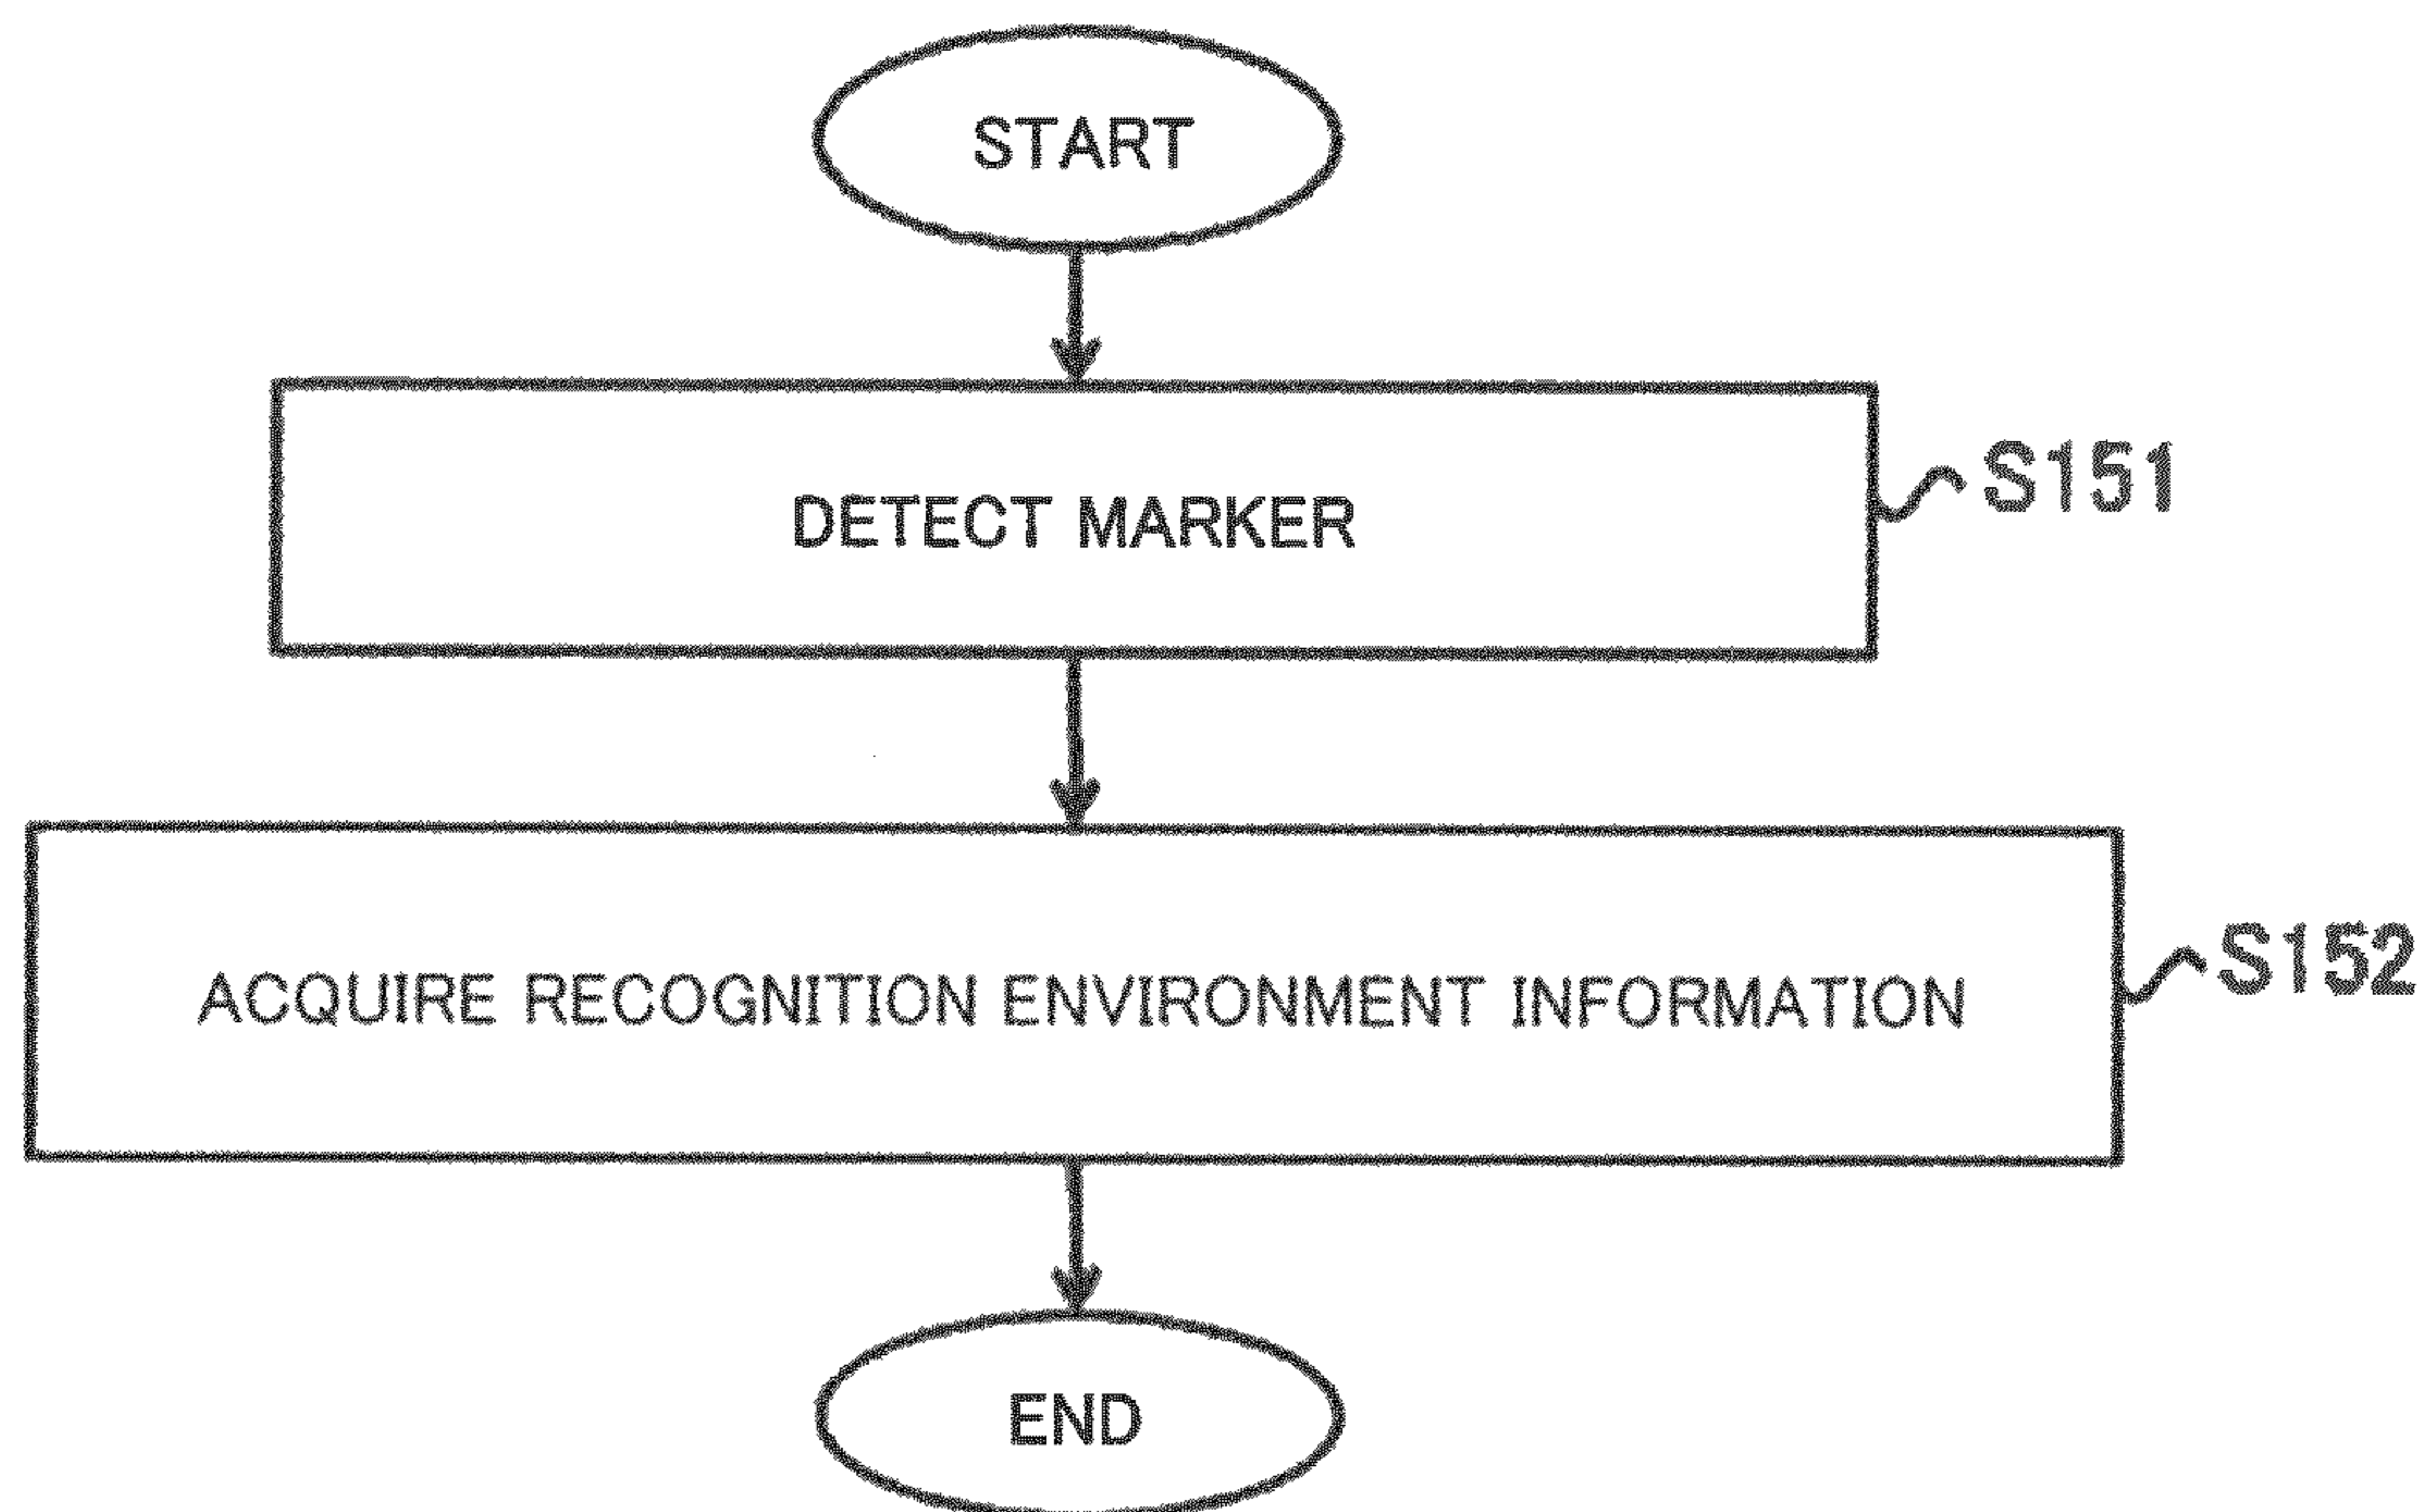 START
DETECT MARKER
S151
ACQUIRE RECOGNITION ENVIRONMENT INFORMATION
S152
END